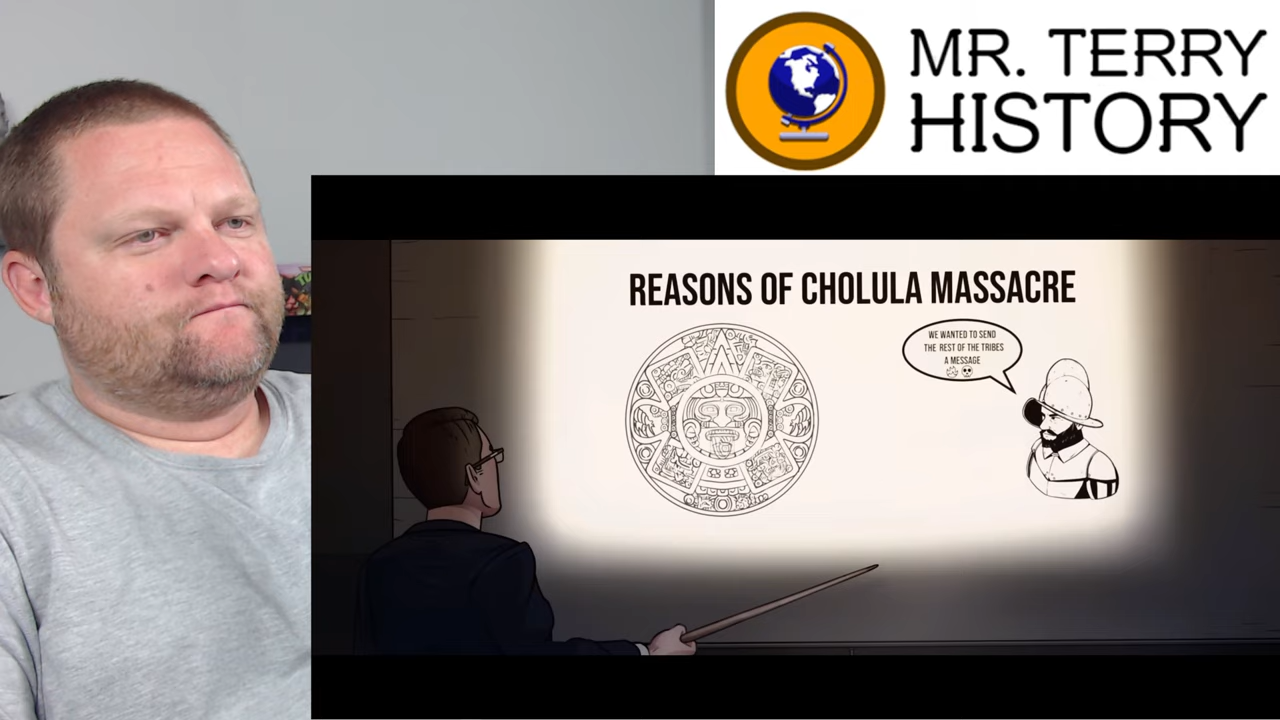 MR. TERRY
HISTORY
REASONS OF CHOLULA MASSACRE
WE WANTED TO SEND
THE REST OF THE TRIBES
A MESSAGE